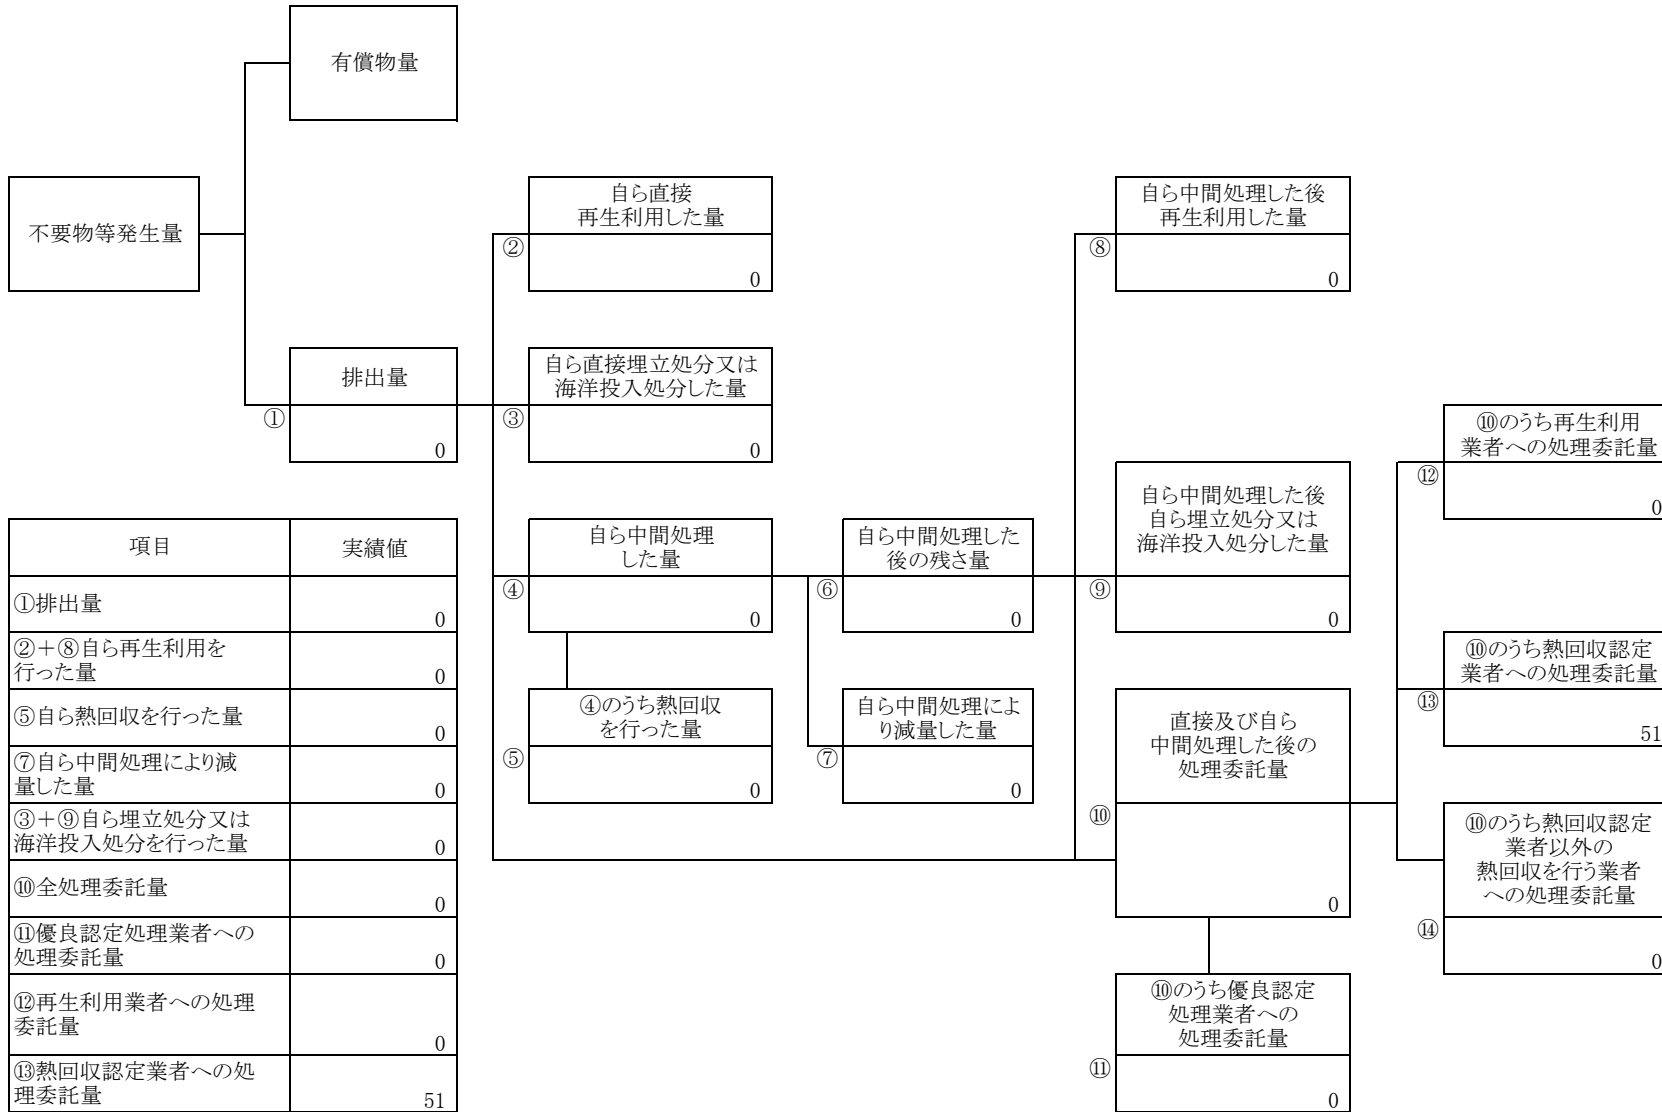 有償物量
不要物等発生量
自ら直接
再生利用した量
②
0
自ら中間処理した後
再生利用した量
⑧
0
排出量
①
0
自ら直接埋立処分又は
海洋投入処分した量
③
0
⑩のうち再生利用
業者への処理委託量
⑫
0
自ら中間処理
した量
④
0
自ら中間処理した
後の残さ量
⑥
0
自ら中間処理した後
自ら埋立処分又は
海洋投入処分した量
⑨
0
⑩のうち熱回収認定
業者への処理委託量
⑬
51
④のうち熱回収
を行った量
⑤
0
自ら中間処理によ
り減量した量
⑦
0
直接及び自ら
中間処理した後の
処理委託量
⑩
0
⑩のうち熱回収認定
業者以外の
熱回収を行う業者
への処理委託量
⑭
0
⑩のうち優良認定
処理業者への
処理委託量
⑪
0
項目 実績値
①排出量
0
②+⑧自ら再生利用を
行った量
0
⑤自ら熱回収を行った量
0
⑦自ら中間処理により減
量した量
0
③+⑨自ら埋立処分又は
海洋投入処分を行った量
0
⑩全処理委託量
0
⑪優良認定処理業者への
処理委託量
0
⑫再生利用業者への処理
委託量
0
⑬熱回収認定業者への処
理委託量
51